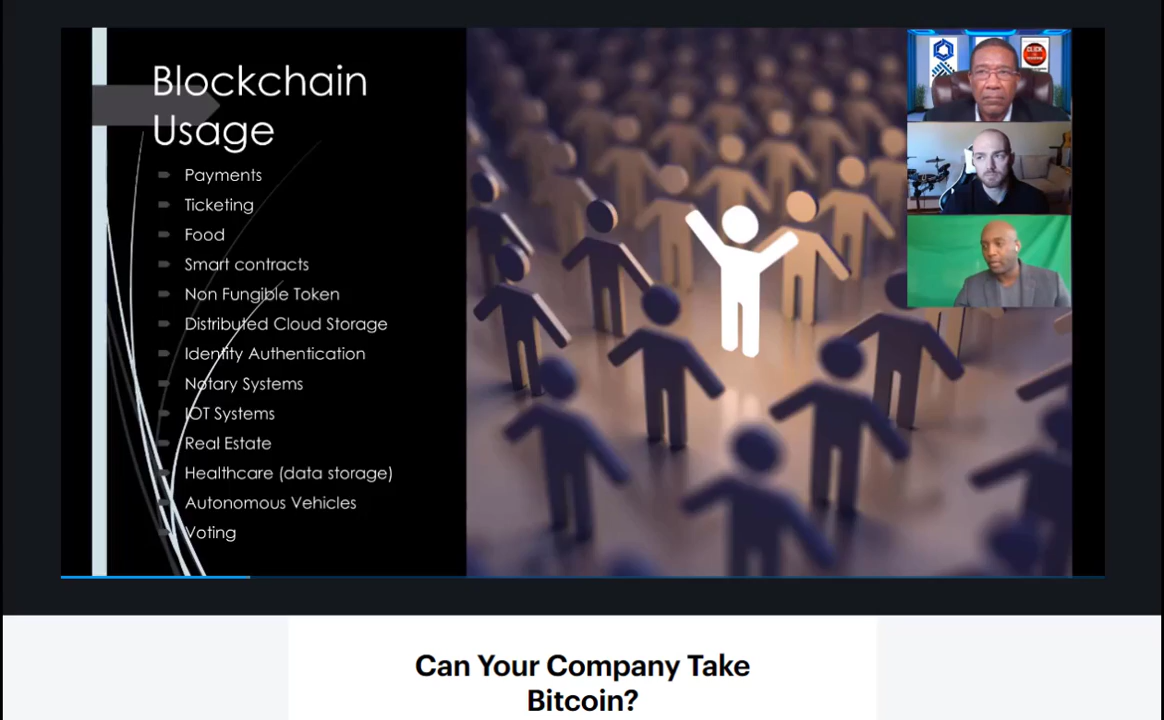 Blockchain
Usage
Payments
Ticketing
Food
Smart contracts
Non Fungible Token
Distributed Cloud Storage
Identity Authentication
Notary Systems
IOT Systems
Real Estate
Healthcare (data storage)
Autonomous Vehicles
Voting
CLICK
Can Your Company Take
Bitcoin?